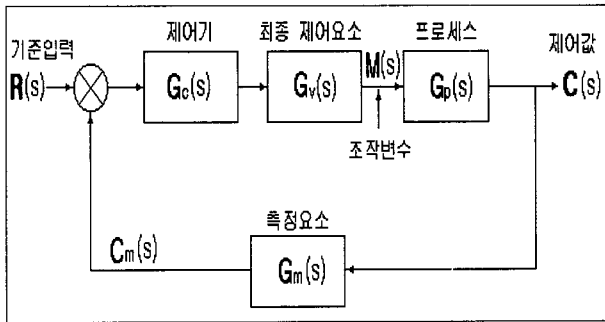 기준입력
R(s)
제어기
Gc(s)
최종 제어요소
Gv(s)
M(s)
조작변수
프로세스
Gp(s)
제어값
C(s)
측정요소
Gm(s)
Cm(s)